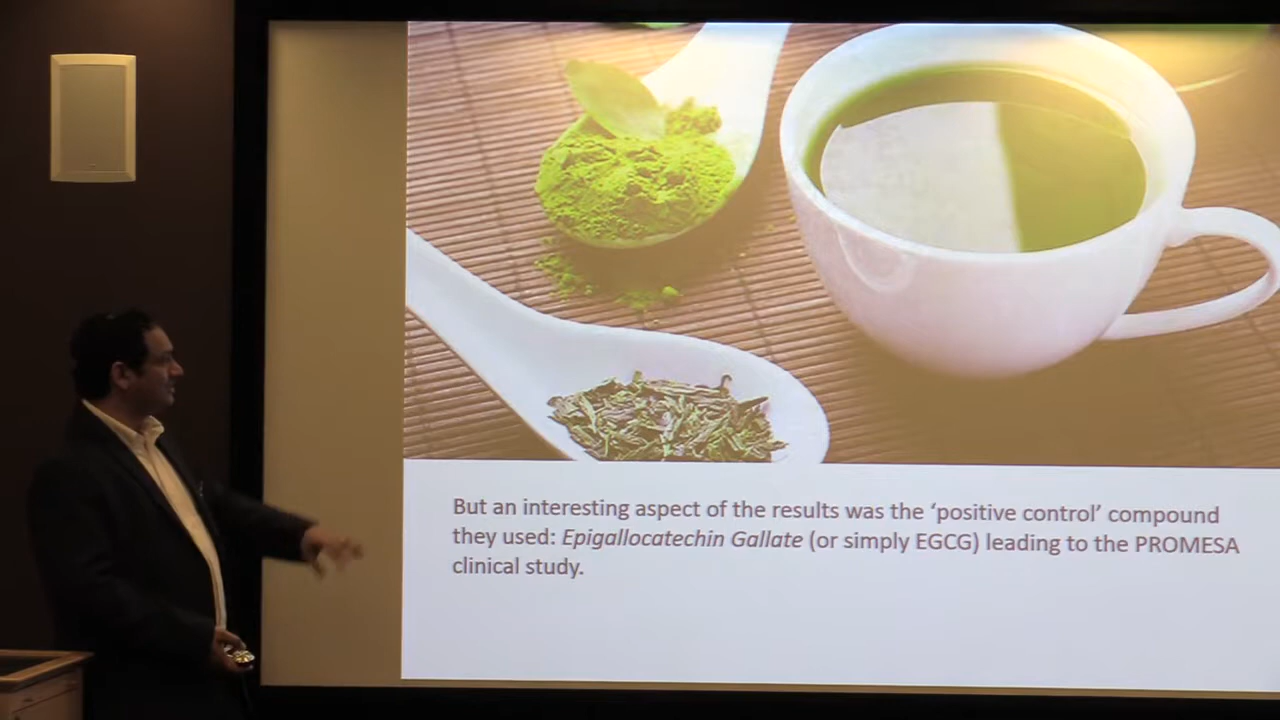 But an interesting aspect of the results was the ‘positive control’ compound
they used: Epigallocatechin Gallate (or simply EGCG) leading to the PROMESA
clinical study.